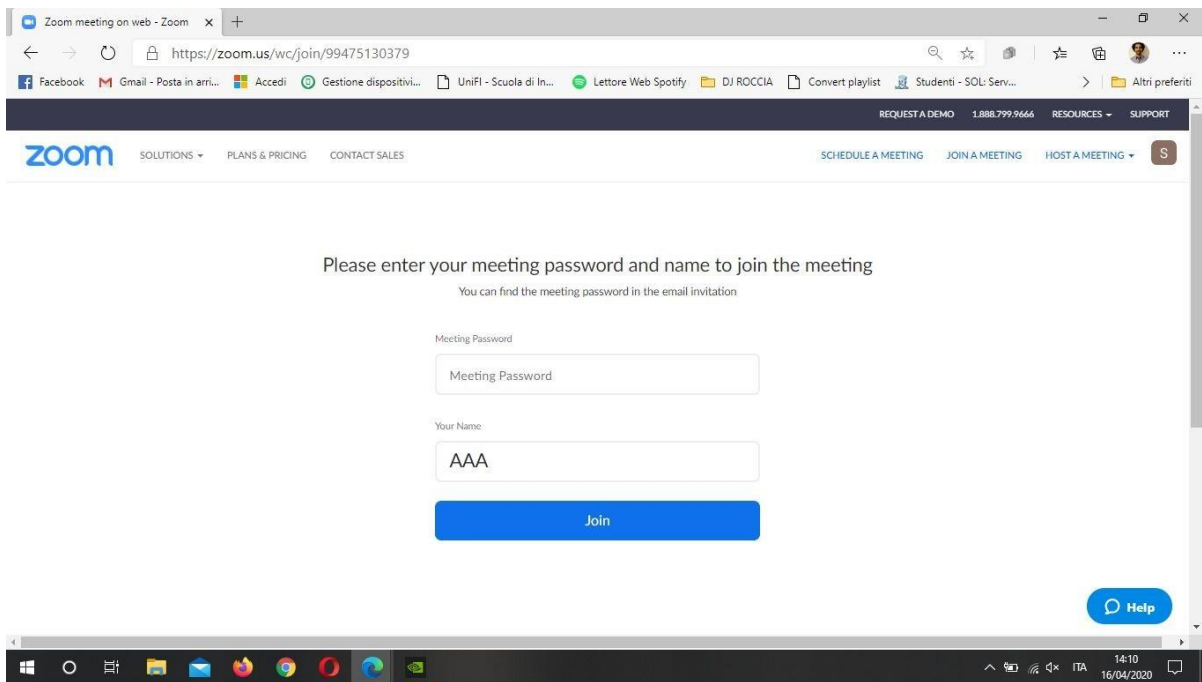 Zoom meeting on web - Zoom
https://zoom.us/wc/join/99475130379
Facebook Gmail - Posta in arri... Accedi Gestione dispositivi... UniFI - Scuola di In... Lettore Web Spotify DJ ROCCIA Convert playlist Studenti - SOL: Serv... Altri preferiti
REQUEST A DEMO 1.888.799.9666 RESOURCES SUPPORT
zoom SOLUTIONS PLANS & PRICING CONTACT SALES SCHEDULE A MEETING JOIN A MEETING HOST A MEETING S
Please enter your meeting password and name to join the meeting
You can find the meeting password in the email invitation
Meeting Password
Meeting Password
Your Name
AAA
Join
Help
ITA 14:10
16/04/2020